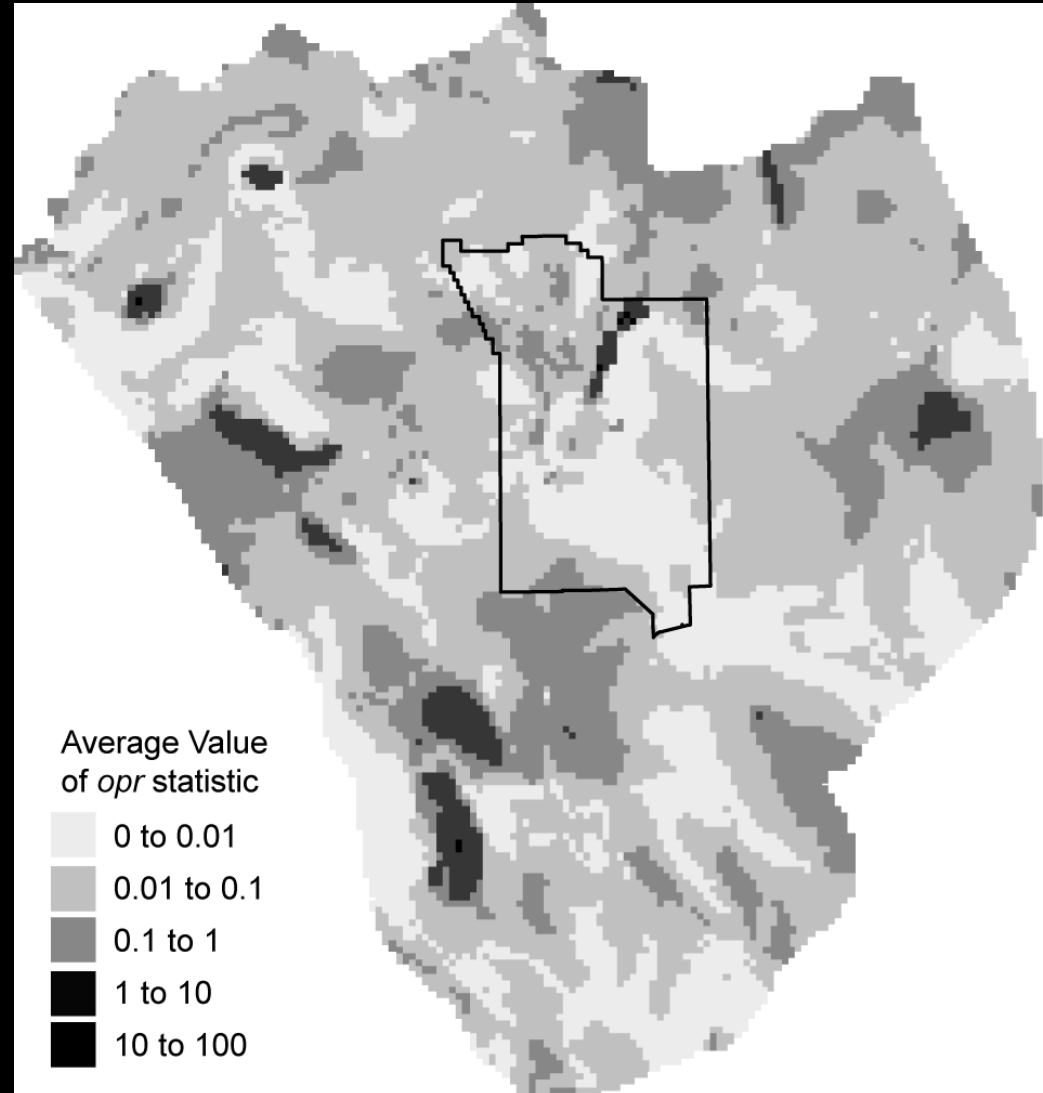 Average Value
of opr statistic
0 to 0.01
0.01 to 0.1
0.1 to 1
1 to 10
10 to 100